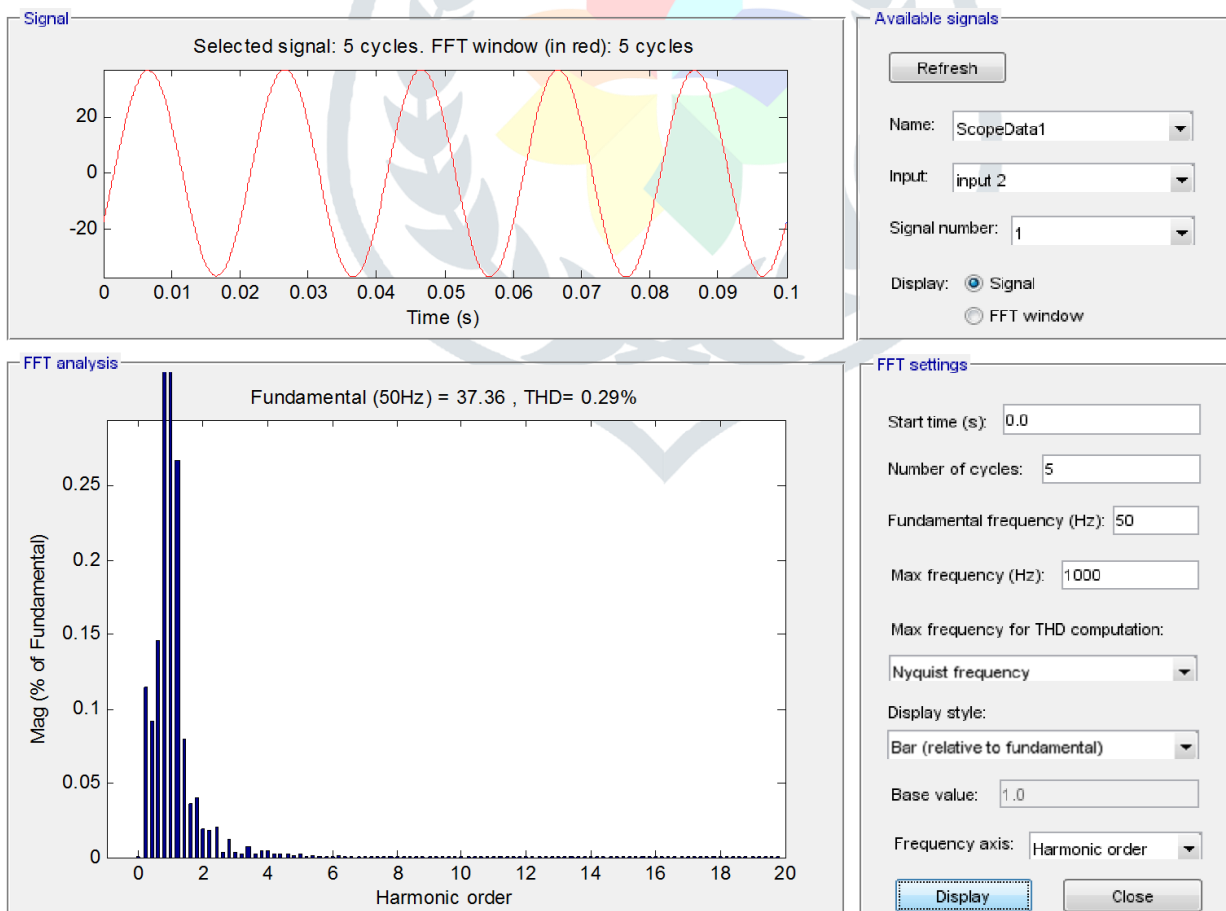 Signal
Selected signal: 5 cycles. FFT window (in red): 5 cycles
20
0
-20
0 0.01 0.02 0.03 0.04 0.05 0.06 0.07 0.08 0.09 0.1
Time (s)
Available signals
Refresh
Name: ScopeData1
Input: input 2
Signal number: 1
Display: Signal
FFT window
FFT analysis
Fundamental (50Hz) = 37.36 , THD= 0.29%
Mag (% of Fundamental)
0.25
0.2
0.15
0.1
0.05
0
0 2 4 6 8 10 12 14 16 18 20
Harmonic order
FFT settings
Start time (s): 0.0
Number of cycles: 5
Fundamental frequency (Hz): 50
Max frequency (Hz): 1000
Max frequency for THD computation:
Nyquist frequency
Display style:
Bar (relative to fundamental)
Base value: 1.0
Frequency axis: Harmonic order
Display Close